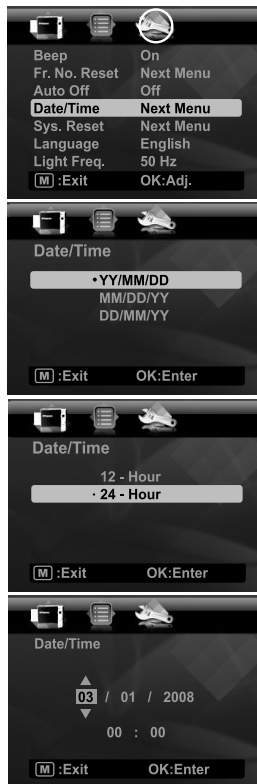 Beep On
Fr. No. Reset Next Menu
Auto Off Off
Date/Time Next Menu
Sys. Reset Next Menu
Language English
Light Freq. 50 Hz
M :Exit OK:Adj.
Date/Time
•YY/MM/DD
MM/DD/YY
DD/MM/YY
M :Exit OK:Enter
Date/Time
12 - Hour
· 24 - Hour
M :Exit OK:Enter
Date/Time
03 / 01 / 2008
00 : 00
M :Exit OK:Enter